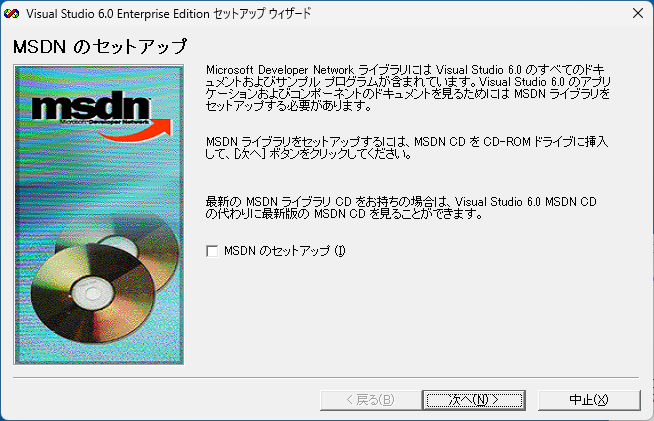 Visual Studio 6.0 Enterprise Edition セットアップ ウィザード
MSDN のセットアップ
msdn
Microsoft Developer Network
Microsoft Developer Network ライブラリには Visual Studio 6.0 のすべてのドキ
ュメントおよびサンプル プログラムが含まれています。Visual Studio 6.0 のアプリ
ケーションおよびコンポーネントのドキュメントを見るためには MSDN ライブラリを
セットアップする必要があります。
MSDN ライブラリをセットアップするには、MSDN CD を CD-ROM ドライブに挿入
して、[次へ] ボタンをクリックしてください。
最新の MSDN ライブラリ CD をお持ちの場合は、Visual Studio 6.0 MSDN CD
の代わりに最新版の MSDN CD を見ることができます。
MSDN のセットアップ (I)
< 戻る(B)
次へ(N) >
中止(X)